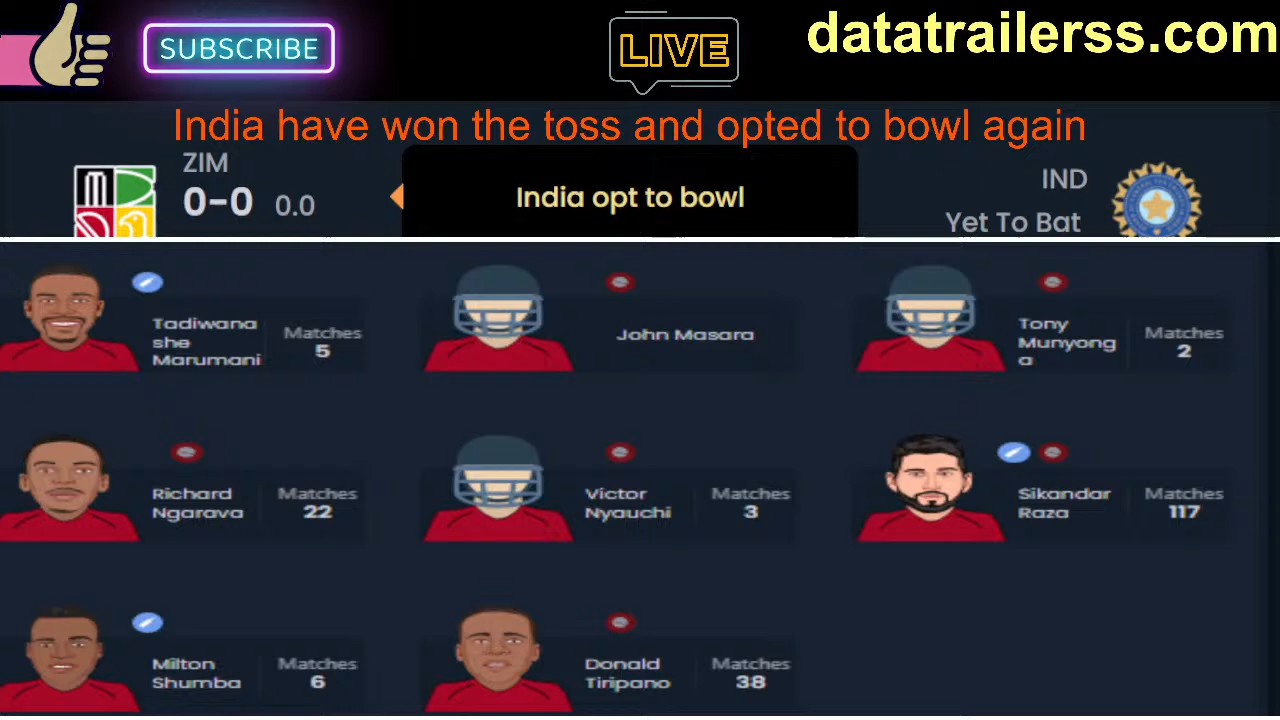 SUBSCRIBE
LIVE
datatrailerss.com
India have won the toss and opted to bowl again
ZIM
0-0 0.0
India opt to bowl
IND
Yet To Bat
Tadiwana
she
Marumani
Matches
5
John Masara
Tony
Munyong
a
Matches
2
Richard
Ngarava
Matches
22
Victor
Nyauchi
Matches
3
Sikandar
Raza
Matches
117
Milton
Shumba
Matches
6
Donald
Tiripano
Matches
38